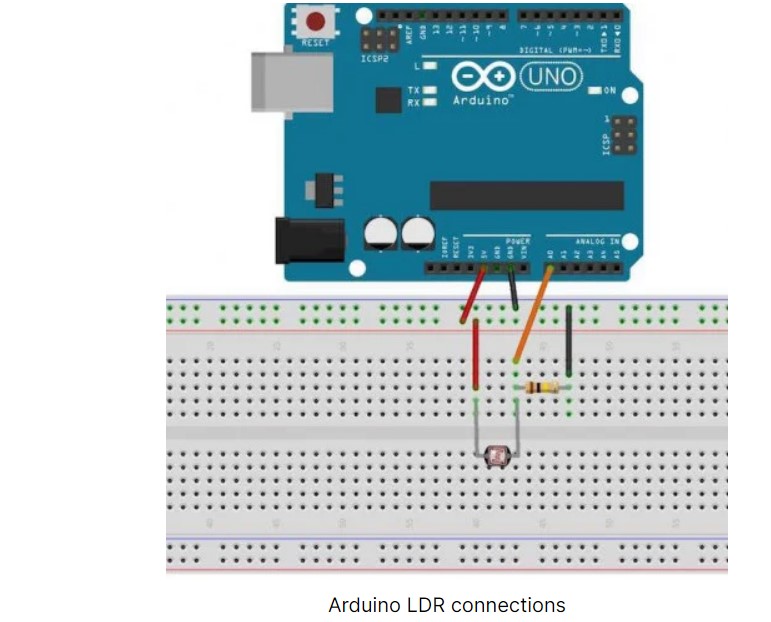 RESET
ICSP2
AREF
GND
13
12
~11
~10
~9
8
7
~6
~5
4
~3
2
TXD▶1
RXD◀0
DIGITAL (PWM=~)
L
TX
RX
UNO
Arduino™
ON
1
ICSP
POWER
ANALOG IN
IOREF
RESET
3V3
5V
GND
GND
VIN
A0
A1
A2
A3
A4
A5
Arduino LDR connections